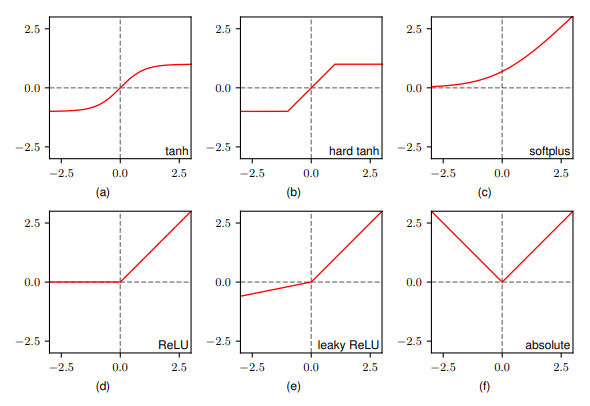 2.5 2.5 2.5
0.0 0.0 0.0
−2.5 −2.5 −2.5
tanh hard tanh softplus
−2.5 0.0 2.5 −2.5 0.0 2.5 −2.5 0.0 2.5
(a) (b) (c)
2.5 2.5 2.5
0.0 0.0 0.0
−2.5 −2.5 −2.5
ReLU leaky ReLU absolute
−2.5 0.0 2.5 −2.5 0.0 2.5 −2.5 0.0 2.5
(d) (e) (f)